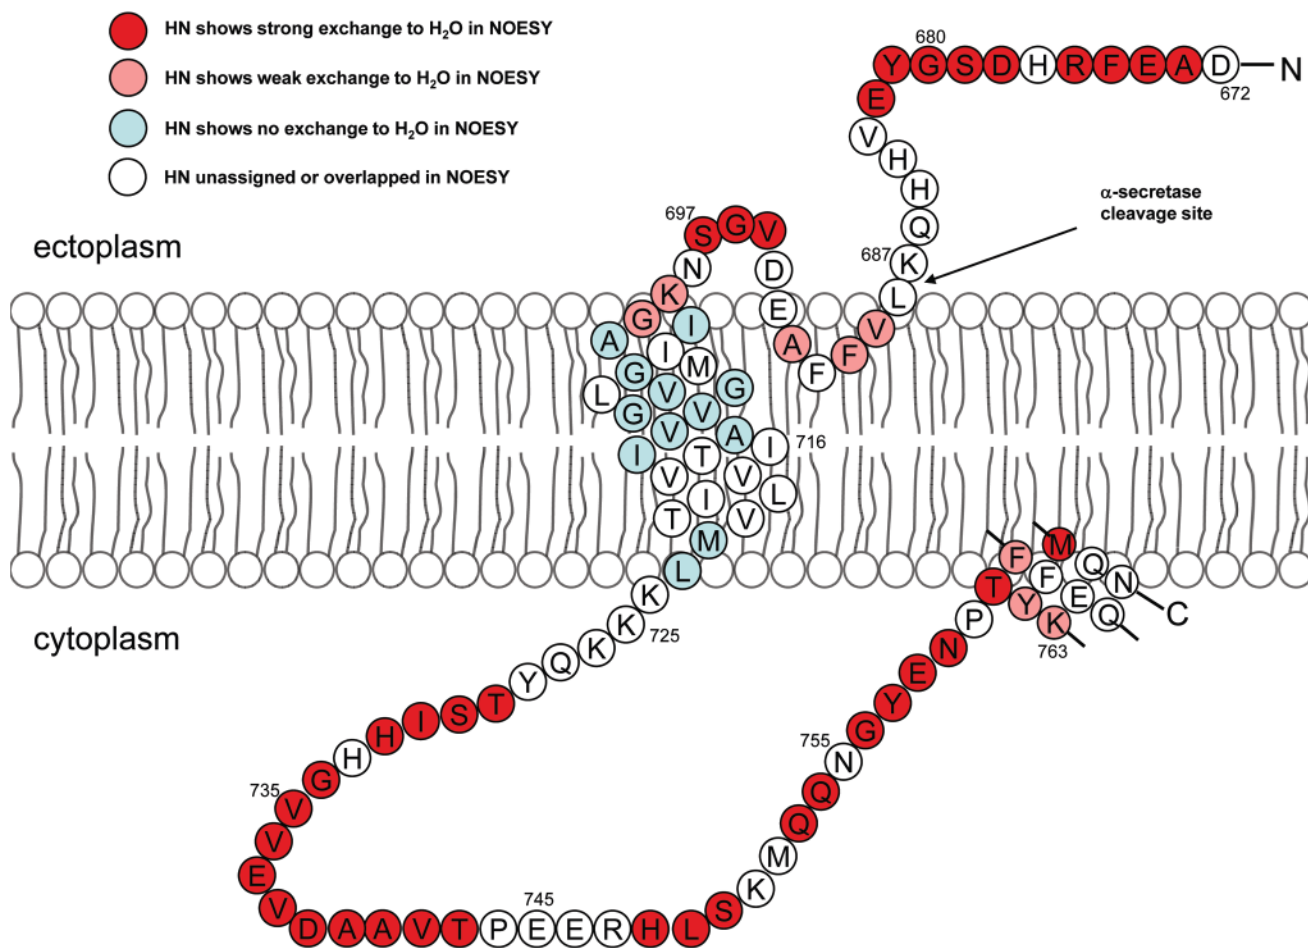 HN shows strong exchange to H₂O in NOESY
HN shows weak exchange to H₂O in NOESY
HN shows no exchange to H₂O in NOESY
HN unassigned or overlapped in NOESY
680
Y G S D H R F E A D N
672
E
V
H
H
Q
687 K
L
α-secretase
cleavage site
ectoplasm
V
F
F
A
E
D
697
S G V
N
K
G
A
I
I
M
L
G
V
G
G
V
V
A
I
I
716
V
T
V
L
T
I
V
M
L
cytoplasm
K
K
725
K
Q
Y
T
S
I
H
H
G
735
V
V
E
V
D A A V T P E E R H L S
745
K
M
Q
Q
755
N
G
Y
E
N
P
T
F M
F Q N
Y E Q C
K
763